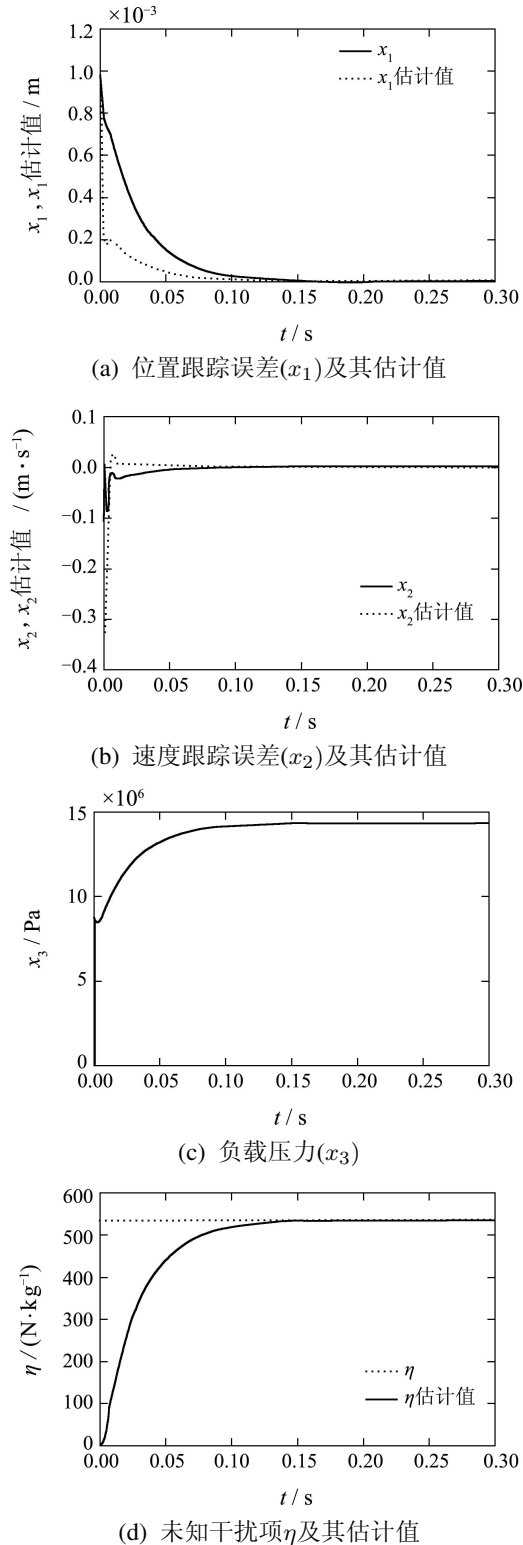 ×10⁻³
1.2
1.0
0.8
0.6
0.4
0.2
0.0
x₁, x₁估计值 / m
x₁
x₁估计值
0.00 0.05 0.10 0.15 0.20 0.25 0.30
t / s
(a) 位置跟踪误差(x₁)及其估计值
0.1
0.0
−0.1
−0.2
−0.3
−0.4
x₂, x₂估计值 / (m·s⁻¹)
x₂
x₂估计值
0.00 0.05 0.10 0.15 0.20 0.25 0.30
t / s
(b) 速度跟踪误差(x₂)及其估计值
×10⁶
15
10
5
0
x₃ / Pa
0.00 0.05 0.10 0.15 0.20 0.25 0.30
t / s
(c) 负载压力(x₃)
600
500
400
300
200
100
0
η / (N·kg⁻¹)
η
η估计值
0.00 0.05 0.10 0.15 0.20 0.25 0.30
t / s
(d) 未知干扰项η及其估计值